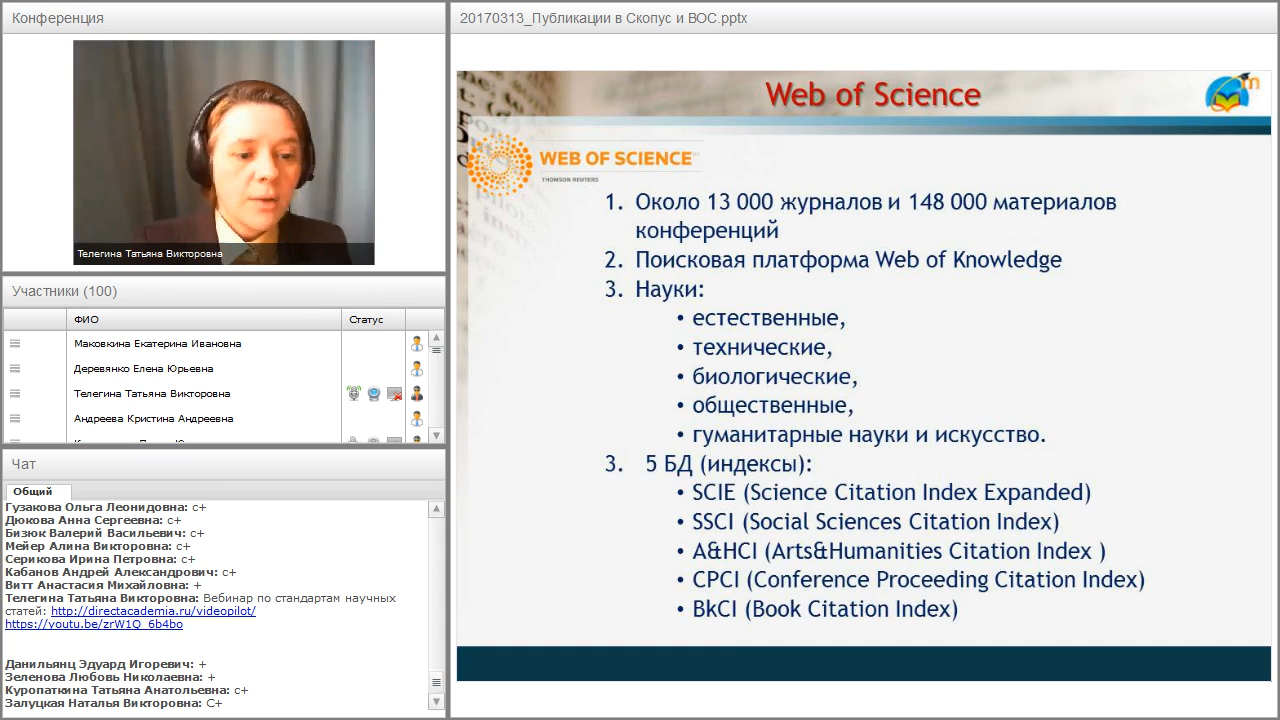 Конференция
Телегина Татьяна Викторовна
Участники (100)
ФИО
Статус
Маковкина Екатерина Ивановна
Деревянко Елена Юрьевна
Телегина Татьяна Викторовна
Андреева Кристина Андреевна
Чат
Общий
Гузакова Ольга Леонидовна: с+
Дюкова Анна Сергеевна: с+
Бизюк Валерий Васильевич: с+
Мейер Алина Викторовна: с+
Серикова Ирина Петровна: с+
Кабанов Андрей Александрович: с+
Витт Анастасия Михайловна: +
Телегина Татьяна Викторовна: Вебинар по стандартам научных
статей: http://directacademia.ru/videopilot/
https://youtu.be/zrW1Q_6b4bo
Данильянц Эдуард Игоревич: +
Зеленова Любовь Николаевна: +
Куропаткина Татьяна Анатольевна: с+
Залуцкая Наталья Викторовна: С+
20170313_Публикации в Скопус и ВОС.pptx
Web of Science
WEB OF SCIENCE
THOMSON REUTERS
1. Около 13 000 журналов и 148 000 материалов
конференций
2. Поисковая платформа Web of Knowledge
3. Науки:
• естественные,
• технические,
• биологические,
• общественные,
• гуманитарные науки и искусство.
3. 5 БД (индексы):
• SCIE (Science Citation Index Expanded)
• SSCI (Social Sciences Citation Index)
• A&HCI (Arts&Humanities Citation Index )
• CPCI (Conference Proceeding Citation Index)
• BkCI (Book Citation Index)